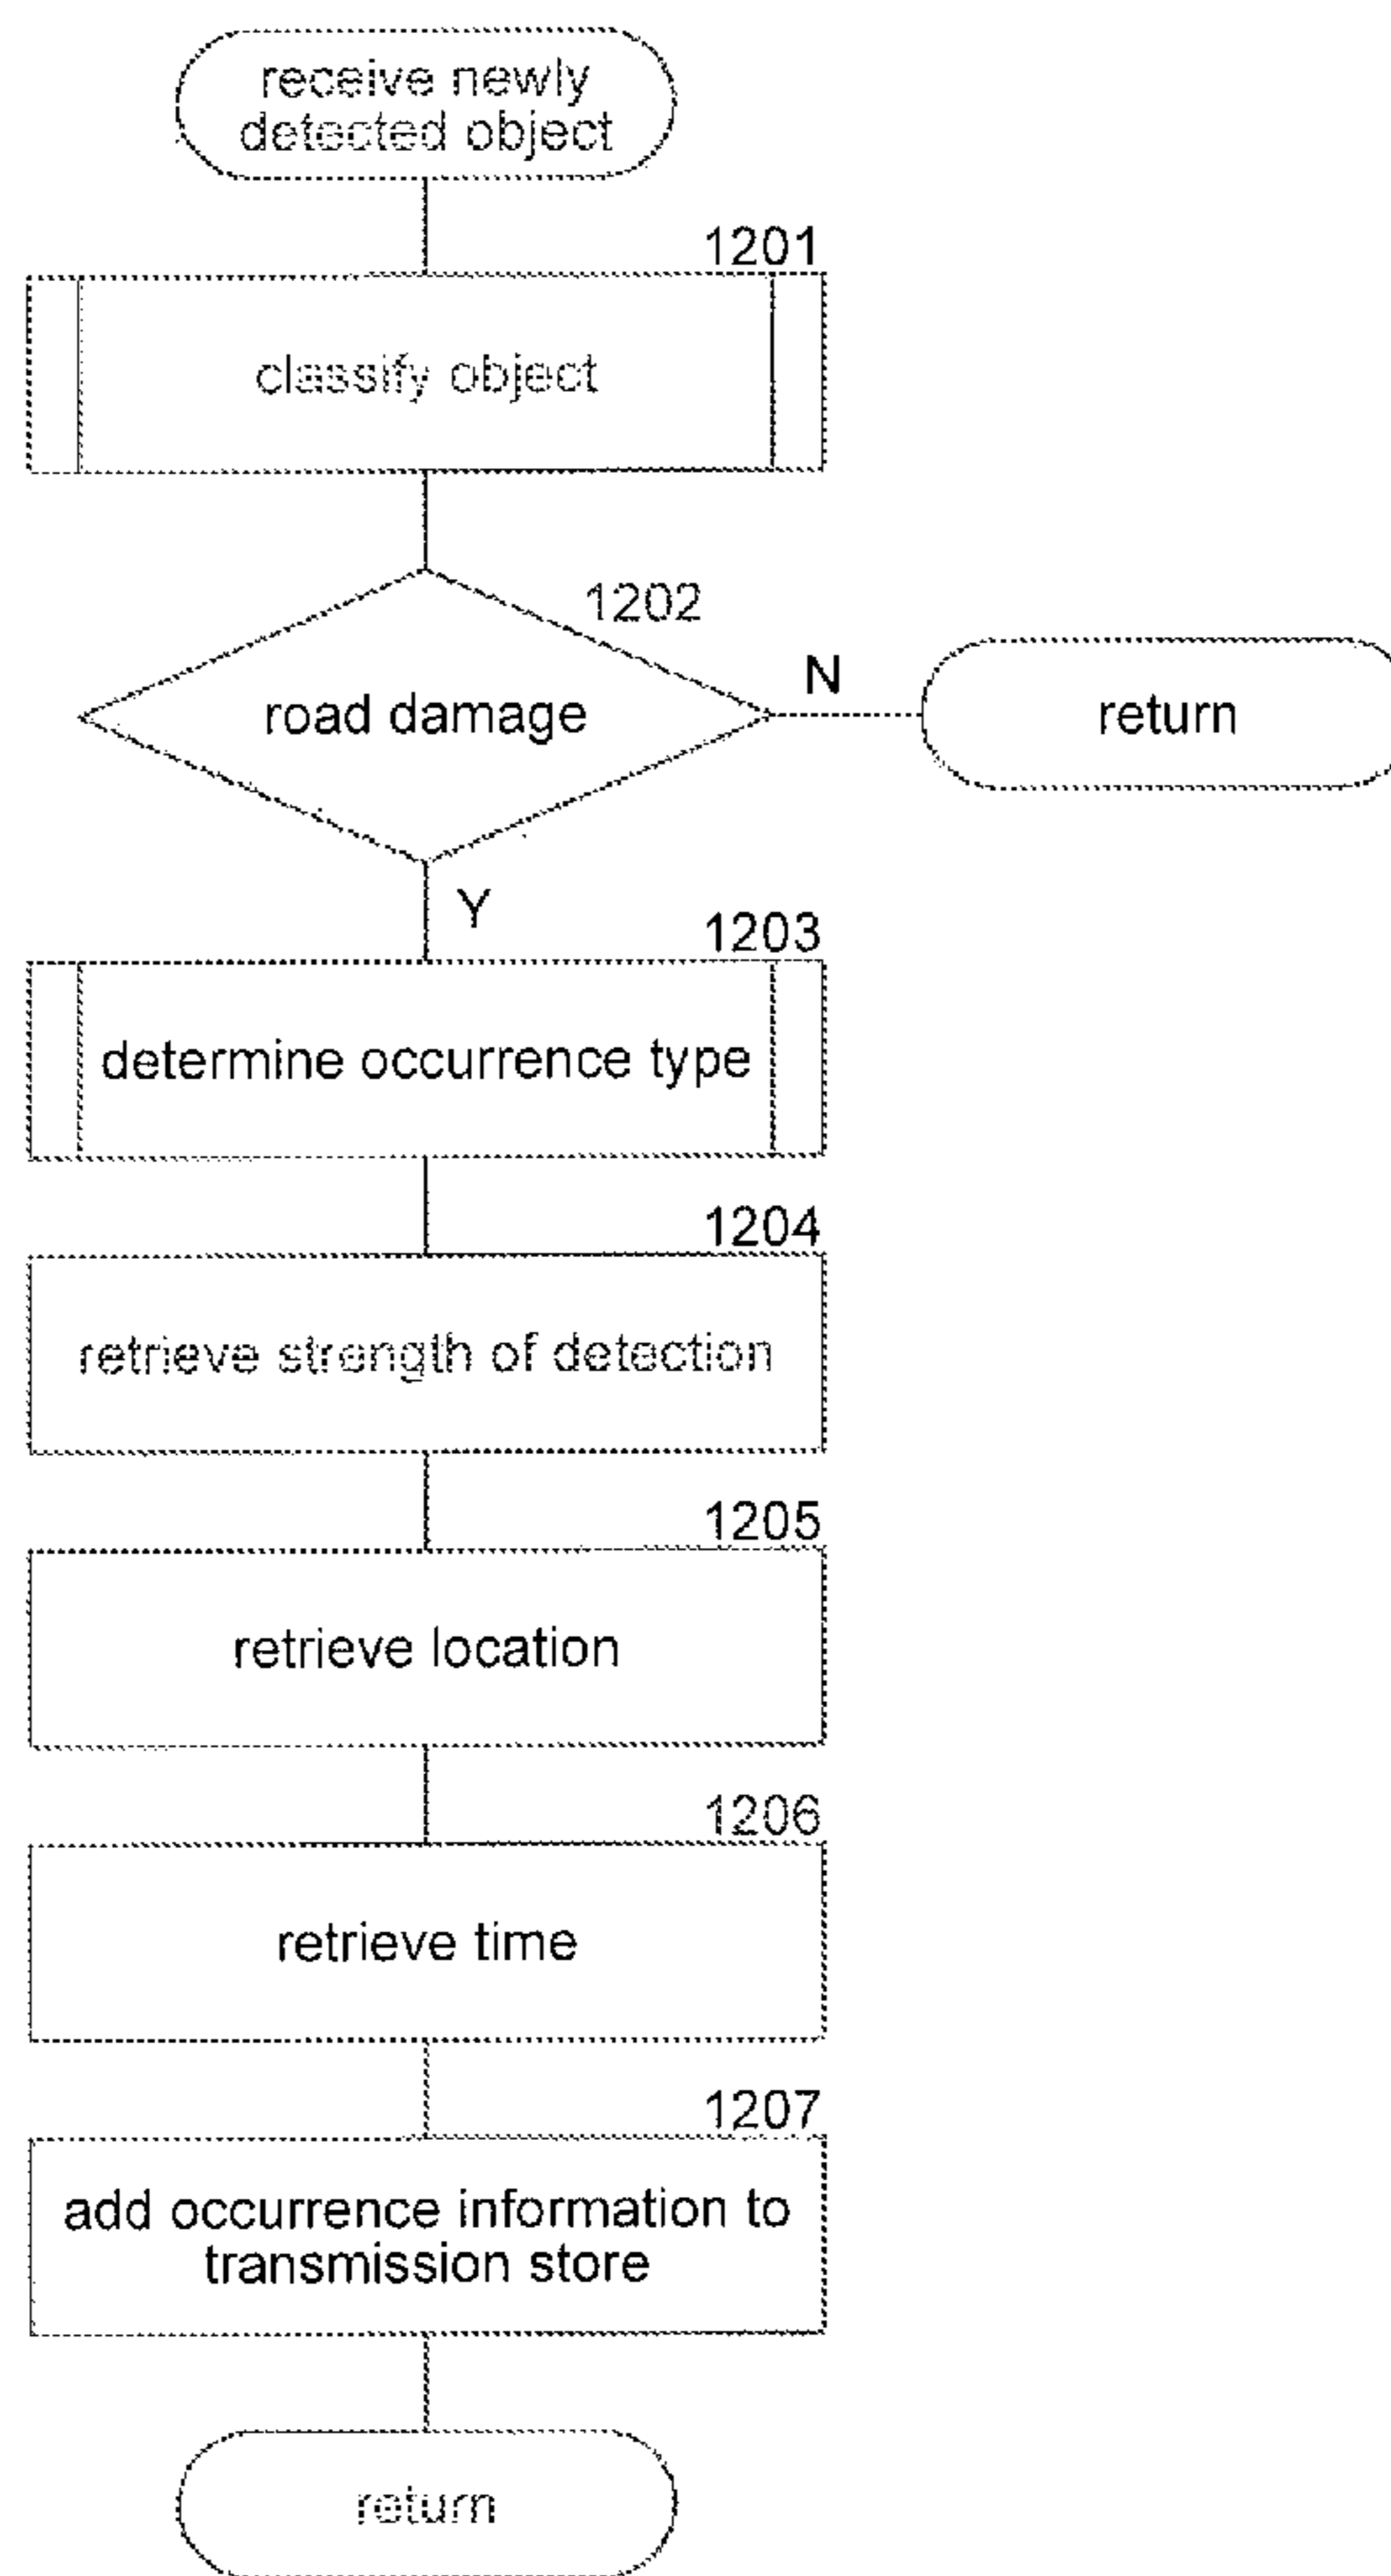 receive newly
detected object
1201
classify object
1202
road damage
N
return
Y
1203
determine occurrence type
1204
retrieve strength of detection
1205
retrieve location
1206
retrieve time
1207
add occurrence information to
transmission store
return